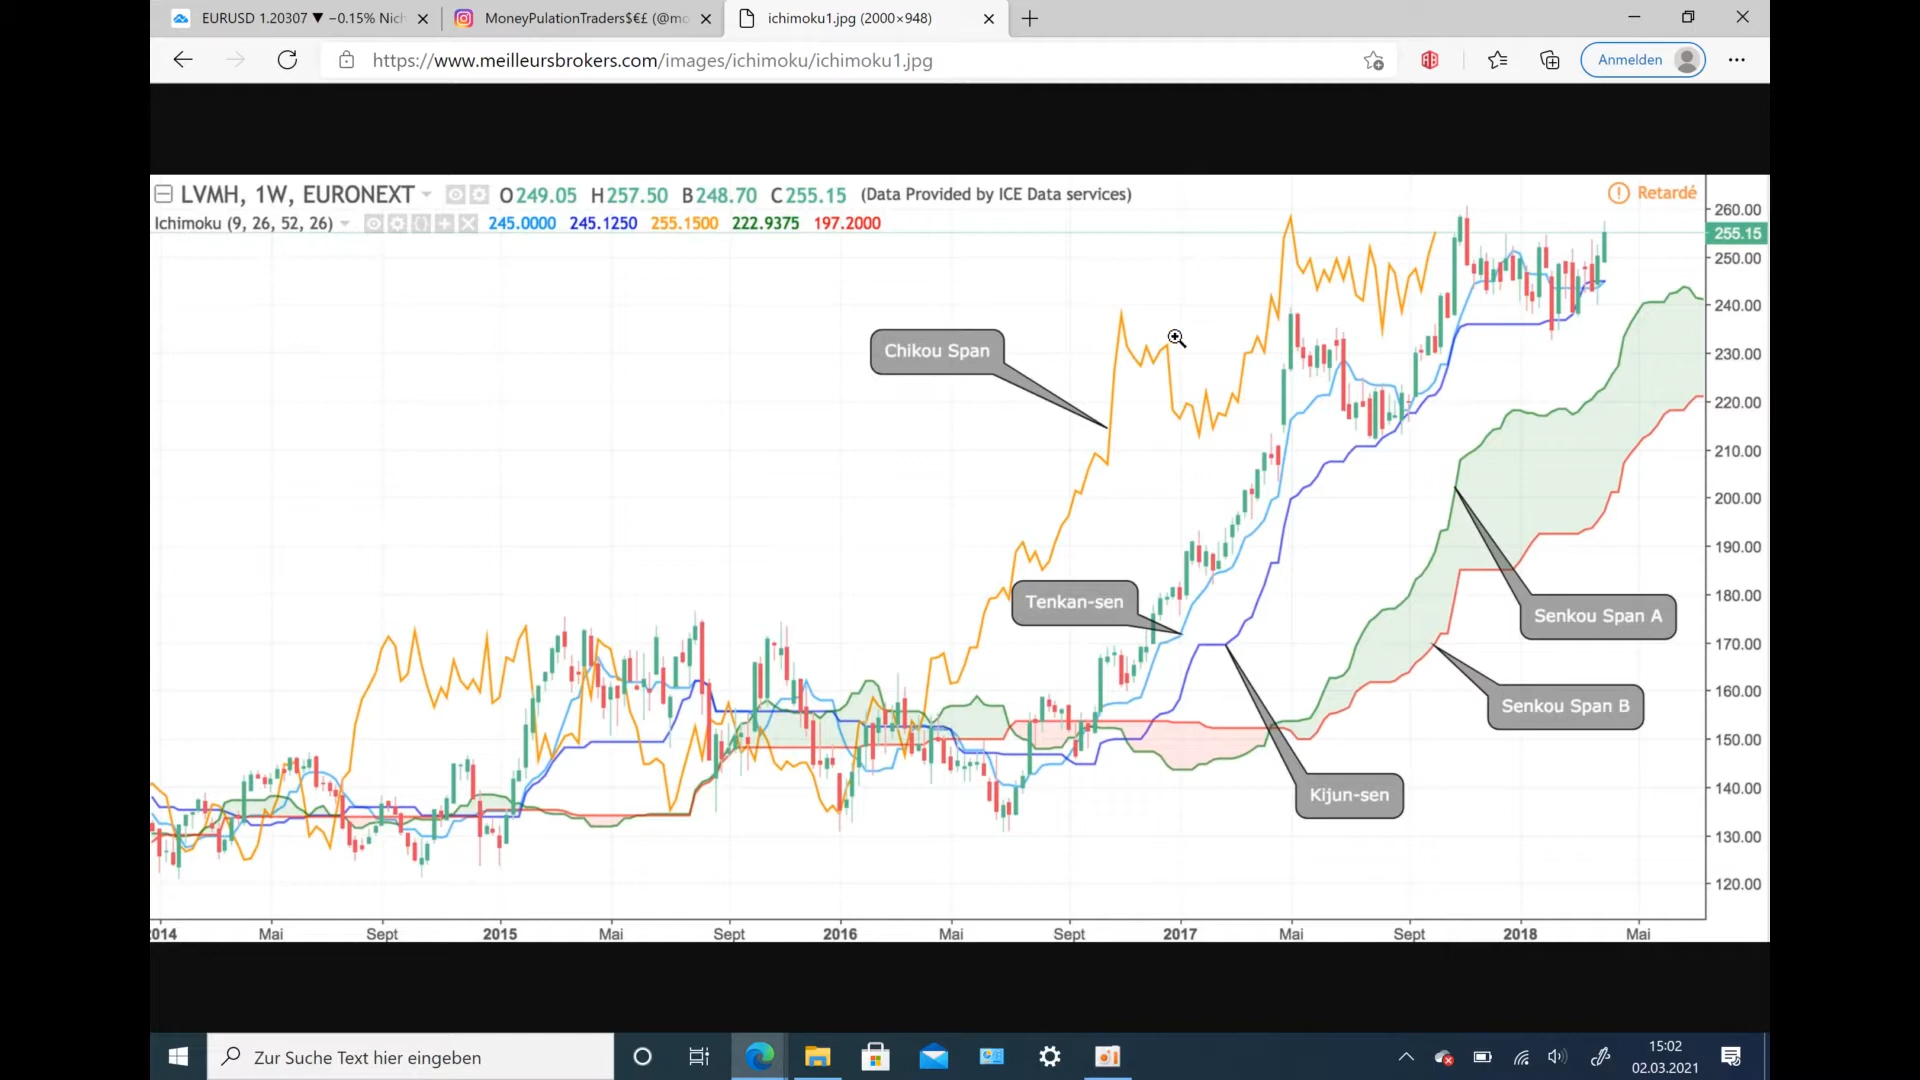 EURUSD 1.20307 ▼ −0.15% Nich
MoneyPulationTraders$€£ (@mo
ichimoku1.jpg (2000×948)
https://www.meilleursbrokers.com/images/ichimoku/ichimoku1.jpg
Anmelden
LVMH, 1W, EURONEXT O249.05 H257.50 B248.70 C255.15 (Data Provided by ICE Data services)
Retardé
Ichimoku (9, 26, 52, 26) 245.0000 245.1250 255.1500 222.9375 197.2000
260.00
255.15
250.00
240.00
230.00
220.00
210.00
200.00
190.00
180.00
170.00
160.00
150.00
140.00
130.00
120.00
Chikou Span
Tenkan-sen
Senkou Span A
Senkou Span B
Kijun-sen
2014 Mai Sept 2015 Mai Sept 2016 Mai Sept 2017 Mai Sept 2018 Mai
Zur Suche Text hier eingeben
15:02
02.03.2021